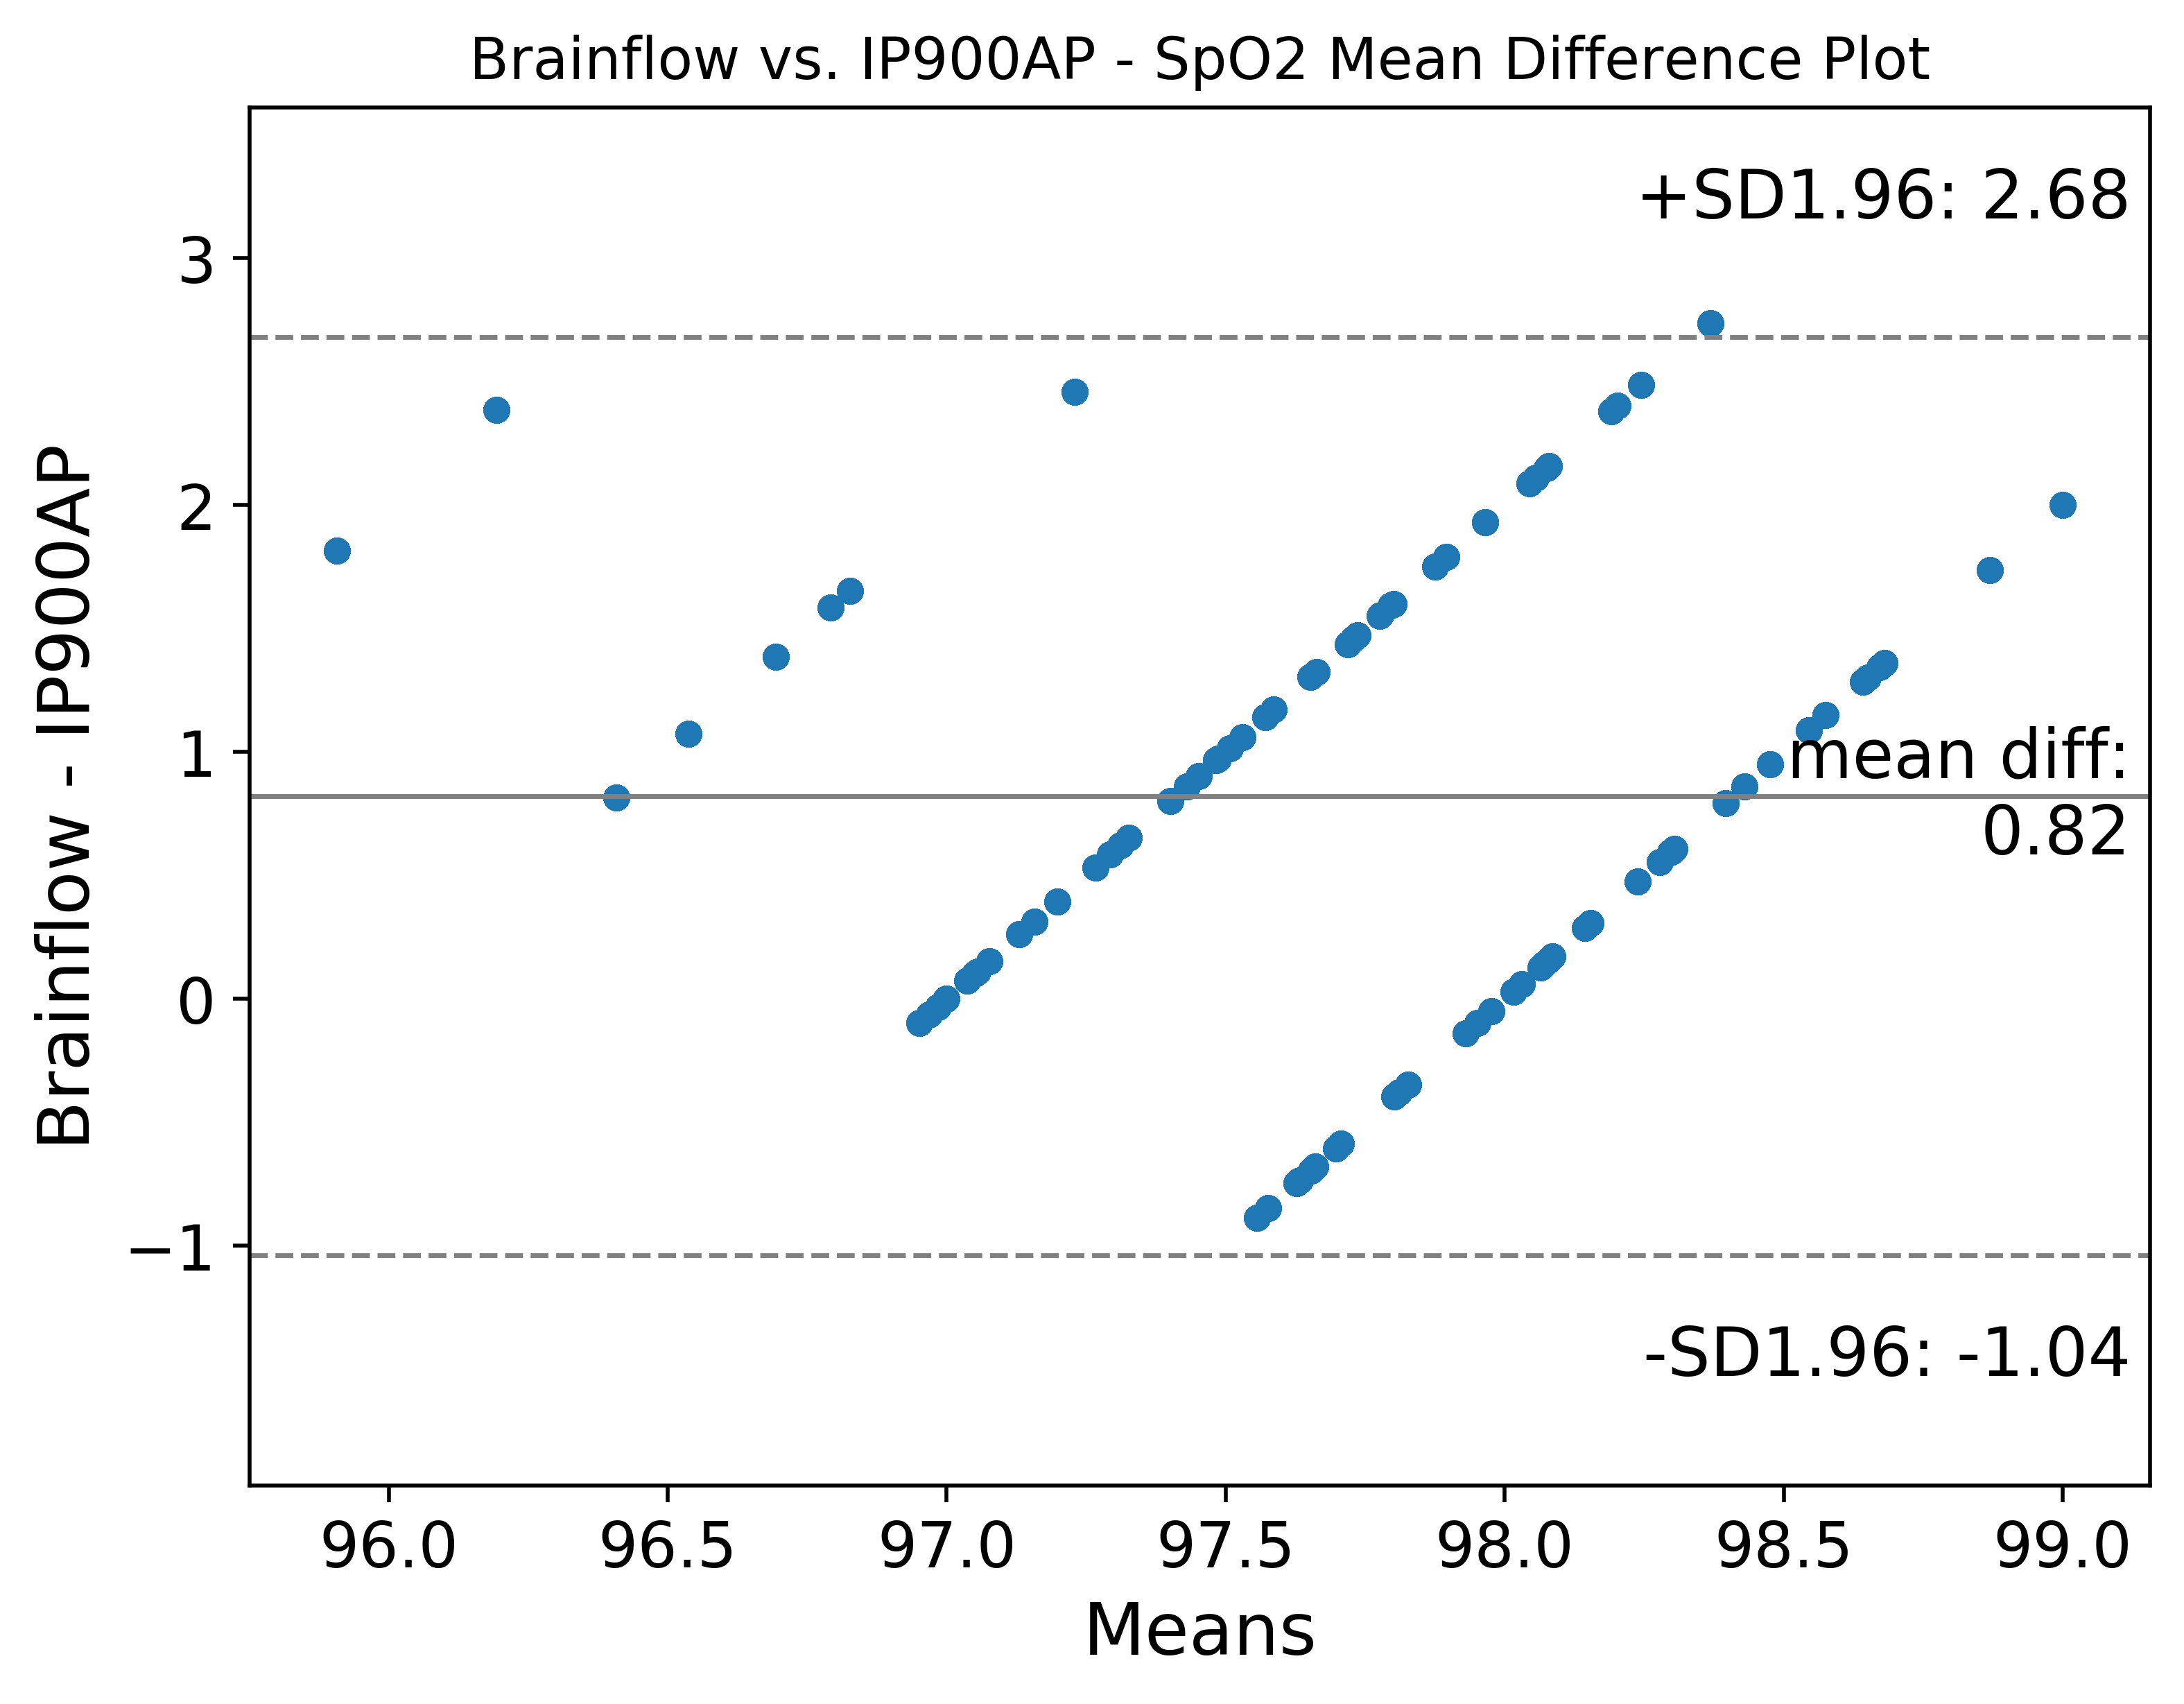 Brainflow vs. IP900AP - SpO2 Mean Difference Plot
+SD1.96: 2.68
3
2
1
0
−1
Brainflow - IP900AP
mean diff:
0.82
-SD1.96: -1.04
96.0 96.5 97.0 97.5 98.0 98.5 99.0
Means